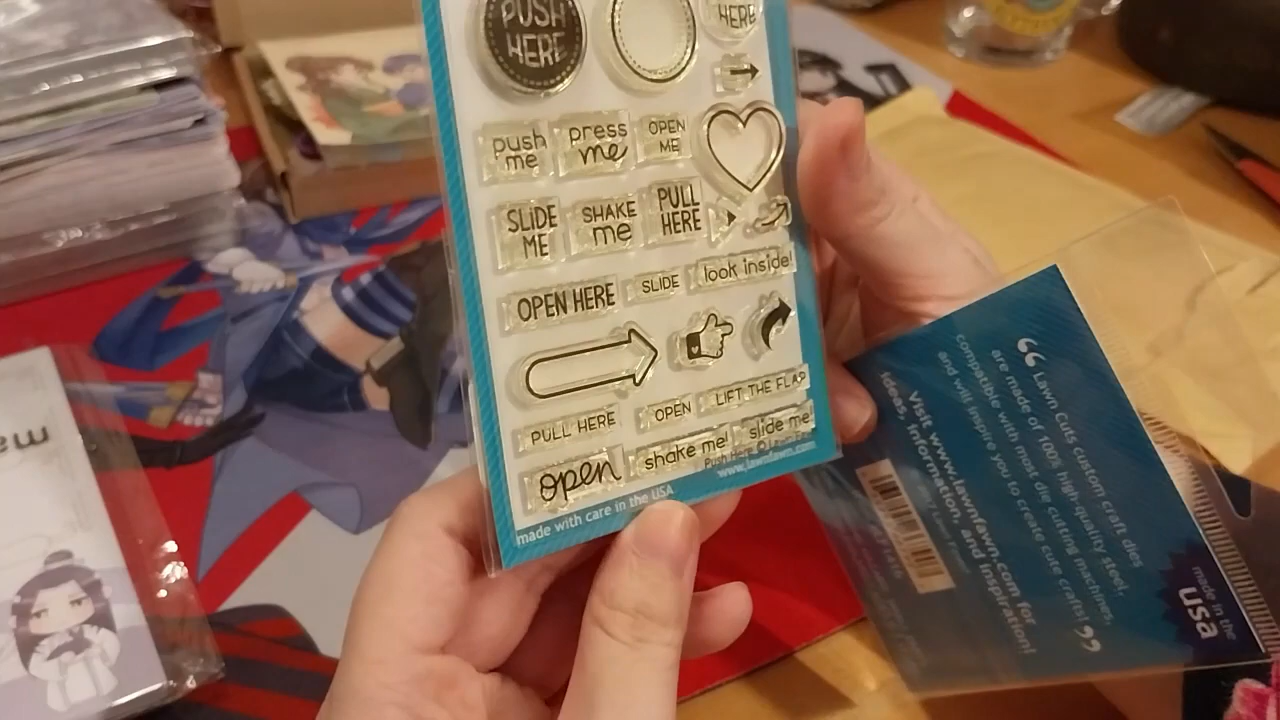 PUSH
HERE
HERE
push
me
press
me
OPEN
ME
SLIDE
ME
SHAKE
me
PULL
HERE
OPEN HERE
SLIDE
look inside!
PULL HERE
OPEN
LIFT THE FLAP
open
shake me!
slide me!
Push Here
www.lawnfawn.com
made with care in the USA
“ Lawn Cuts custom craft dies
are made of 100% high-quality steel,
compatible with most die cutting machines,
and will inspire you to create cute crafts! ”
Visit www.lawnfawn.com for
ideas, information, and inspiration!
made in the
usa